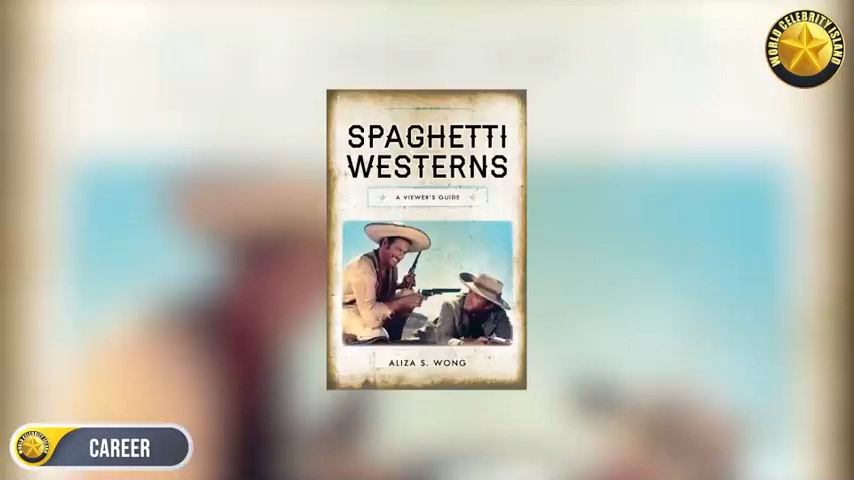 WORLD CELEBRITY ISLAND
SPAGHETTI
WESTERNS
A VIEWER'S GUIDE
ALIZA S. WONG
CAREER